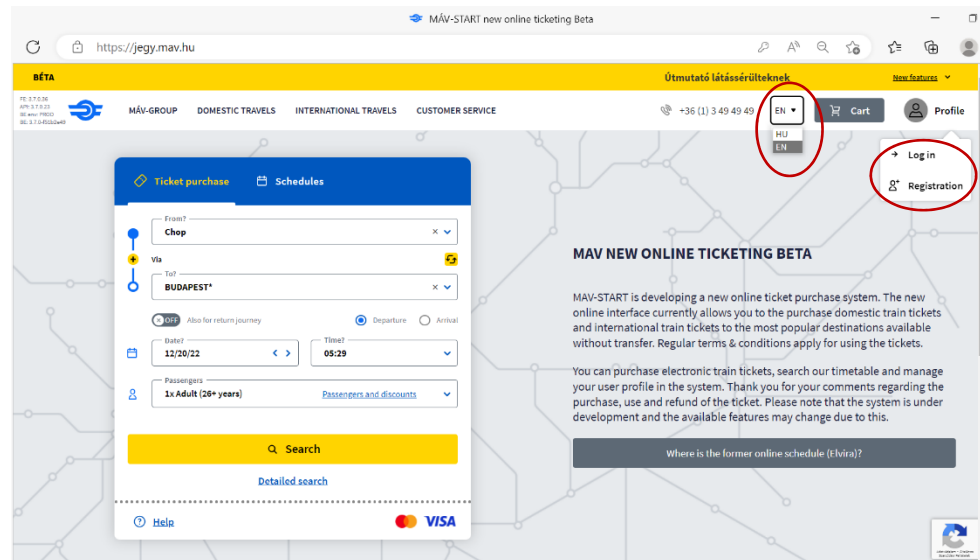 MÁV-START new online ticketing Beta
https://jegy.mav.hu
BÉTA
Útmutató látássérülteknek
New features
MÁV-GROUP
DOMESTIC TRAVELS
INTERNATIONAL TRAVELS
CUSTOMER SERVICE
+36 (1) 3 49 49 49
EN
Cart
Profile
HU
EN
Log in
Registration
Ticket purchase
Schedules
From?
Chop
Via
To?
BUDAPEST*
OFF
Also for return journey
Departure
Arrival
Date?
12/20/22
Time?
05:29
Passengers
1x Adult (26+ years)
Passengers and discounts
Search
Detailed search
Help
VISA
MAV NEW ONLINE TICKETING BETA
MAV-START is developing a new online ticket purchase system. The new
online interface currently allows you to the purchase domestic train tickets
and international train tickets to the most popular destinations available
without transfer. Regular terms & conditions apply for using the tickets.
You can purchase electronic train tickets, search our timetable and manage
your user profile in the system. Thank you for your comments regarding the
purchase, use and refund of the ticket. Please note that the system is under
development and the available features may change due to this.
Where is the former online schedule (Elvira)?